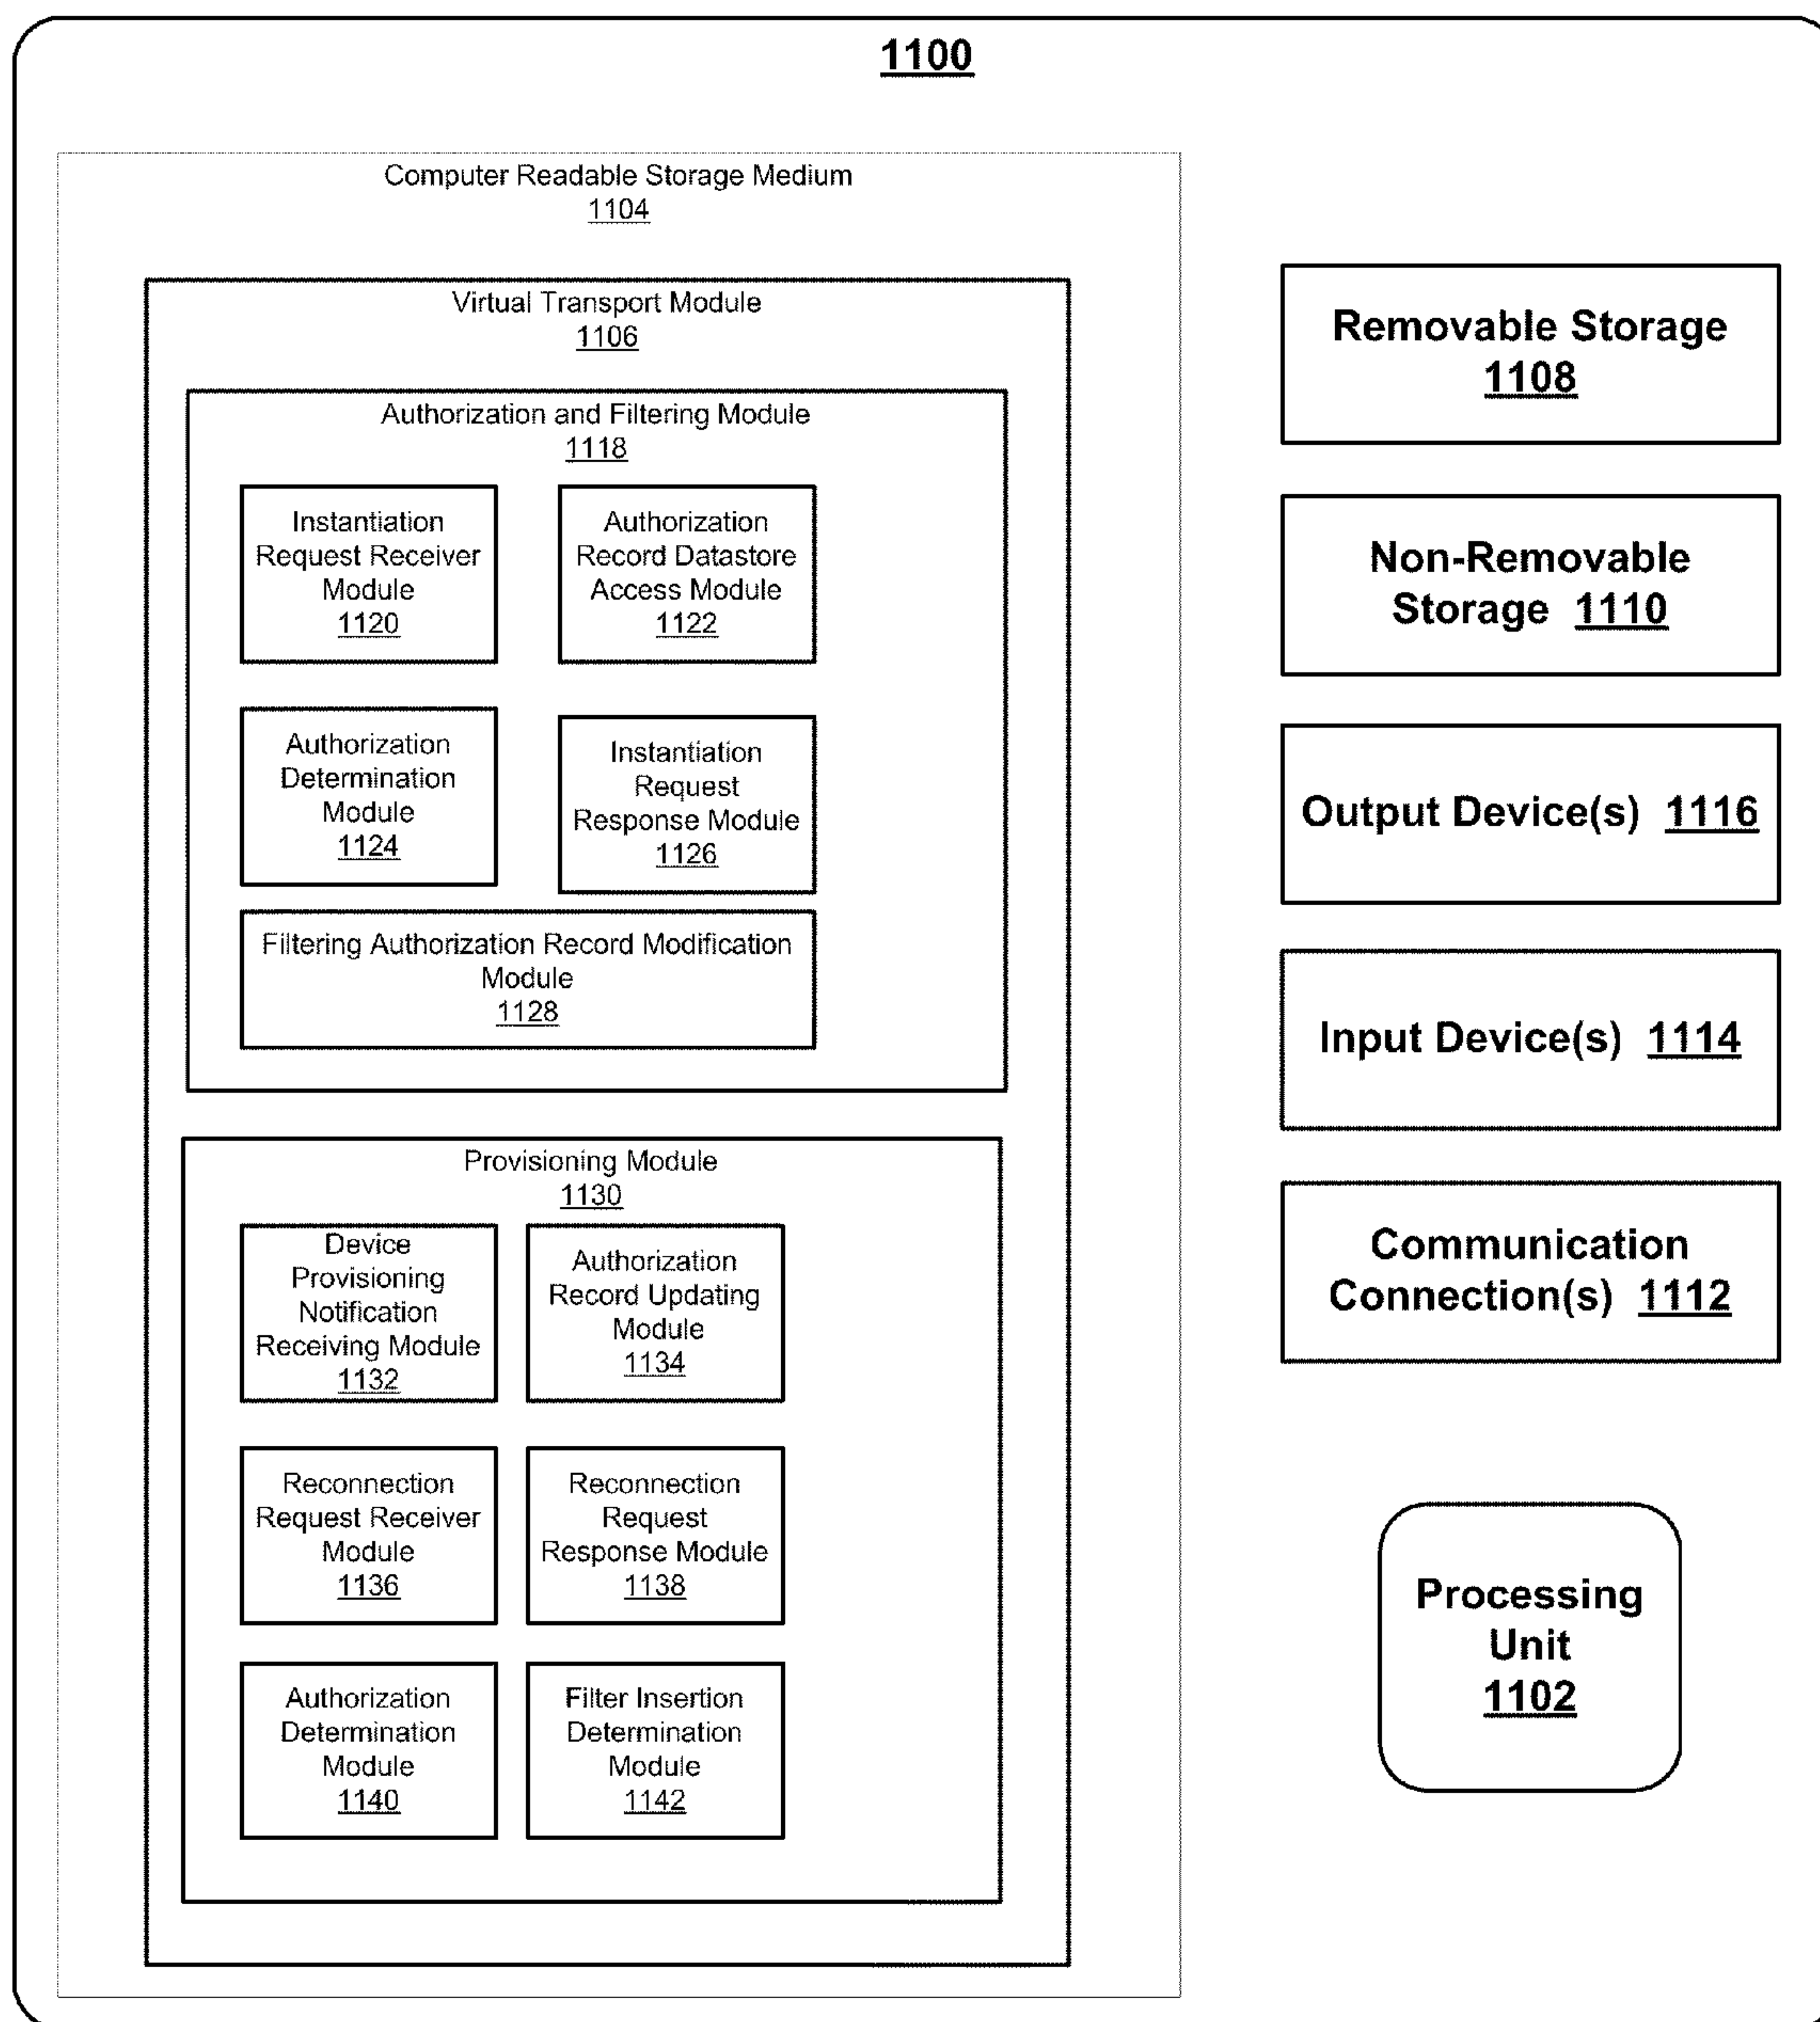 1100
Computer Readable Storage Medium
1104
Virtual Transport Module
1106
Authorization and Filtering Module
1118
Instantiation
Request Receiver
Module
1120
Authorization
Record Datastore
Access Module
1122
Authorization
Determination
Module
1124
Instantiation
Request
Response Module
1126
Filtering Authorization Record Modification
Module
1128
Provisioning Module
1130
Device
Provisioning
Notification
Receiving Module
1132
Authorization
Record Updating
Module
1134
Reconnection
Request Receiver
Module
1136
Reconnection
Request
Response Module
1138
Authorization
Determination
Module
1140
Filter Insertion
Determination
Module
1142
Removable Storage
1108
Non-Removable
Storage 1110
Output Device(s) 1116
Input Device(s) 1114
Communication
Connection(s) 1112
Processing
Unit
1102